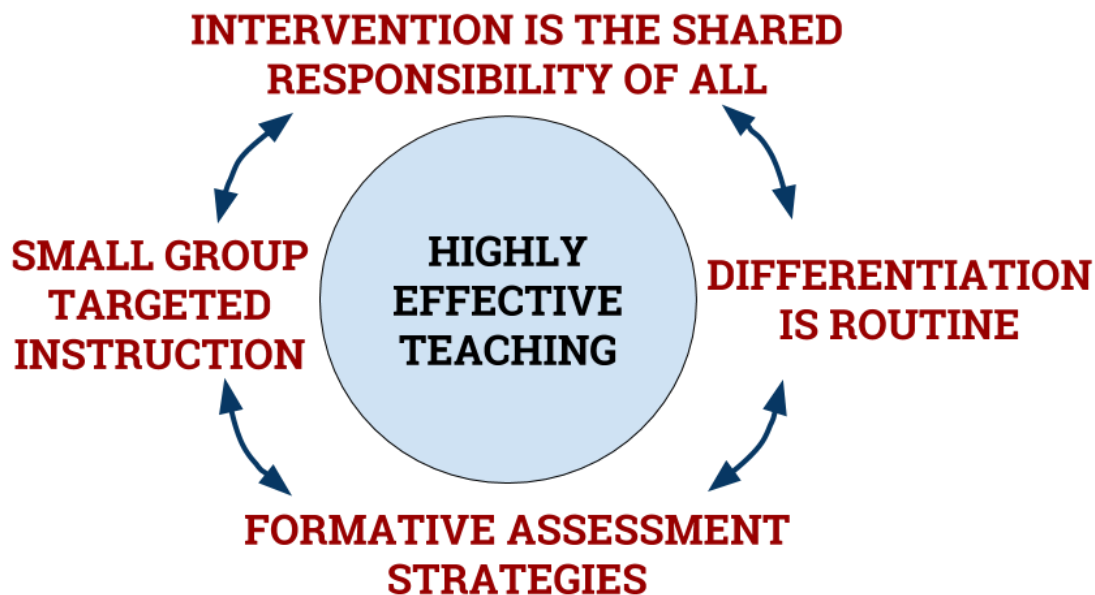 INTERVENTION IS THE SHARED
RESPONSIBILITY OF ALL
SMALL GROUP
TARGETED
INSTRUCTION
HIGHLY
EFFECTIVE
TEACHING
DIFFERENTIATION
IS ROUTINE
FORMATIVE ASSESSMENT
STRATEGIES